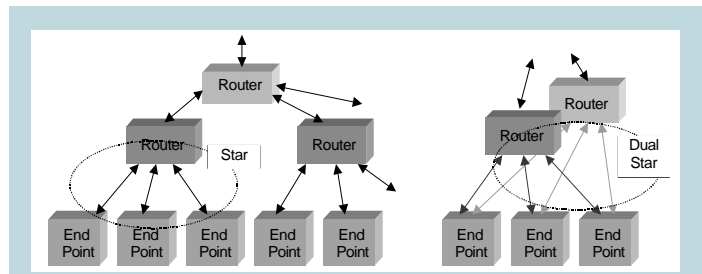 Router
Router
Router
Star
End
Point
End
Point
End
Point
End
Point
End
Point
Router
Router
Dual
Star
End
Point
End
Point
End
Point